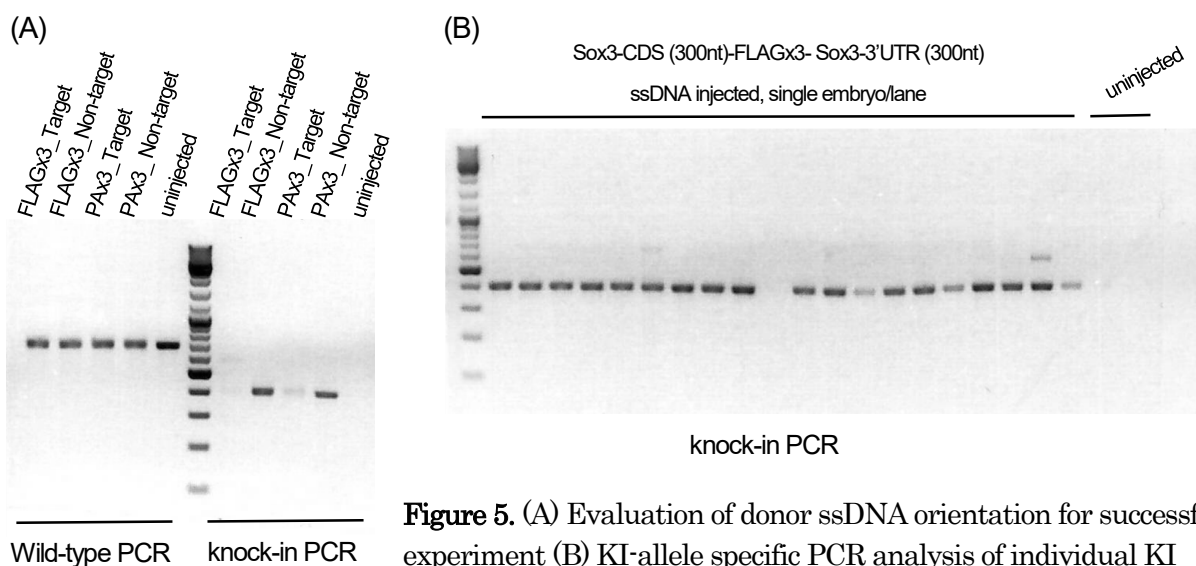 (A)
FLAGx3_Target
FLAGx3_Non-target
PAx3_Target
PAx3_Non-target
uninjected
FLAGx3_Target
FLAGx3_Non-target
PAx3_Target
PAx3_Non-target
uninjected
Wild-type PCR
knock-in PCR
(B)
Sox3-CDS (300nt)-FLAGx3- Sox3-3'UTR (300nt)
ssDNA injected, single embryo/lane
uninjected
knock-in PCR
Figure 5. (A) Evaluation of donor ssDNA orientation for
experiment (B) KI-allele specific PCR analysis of individual KI